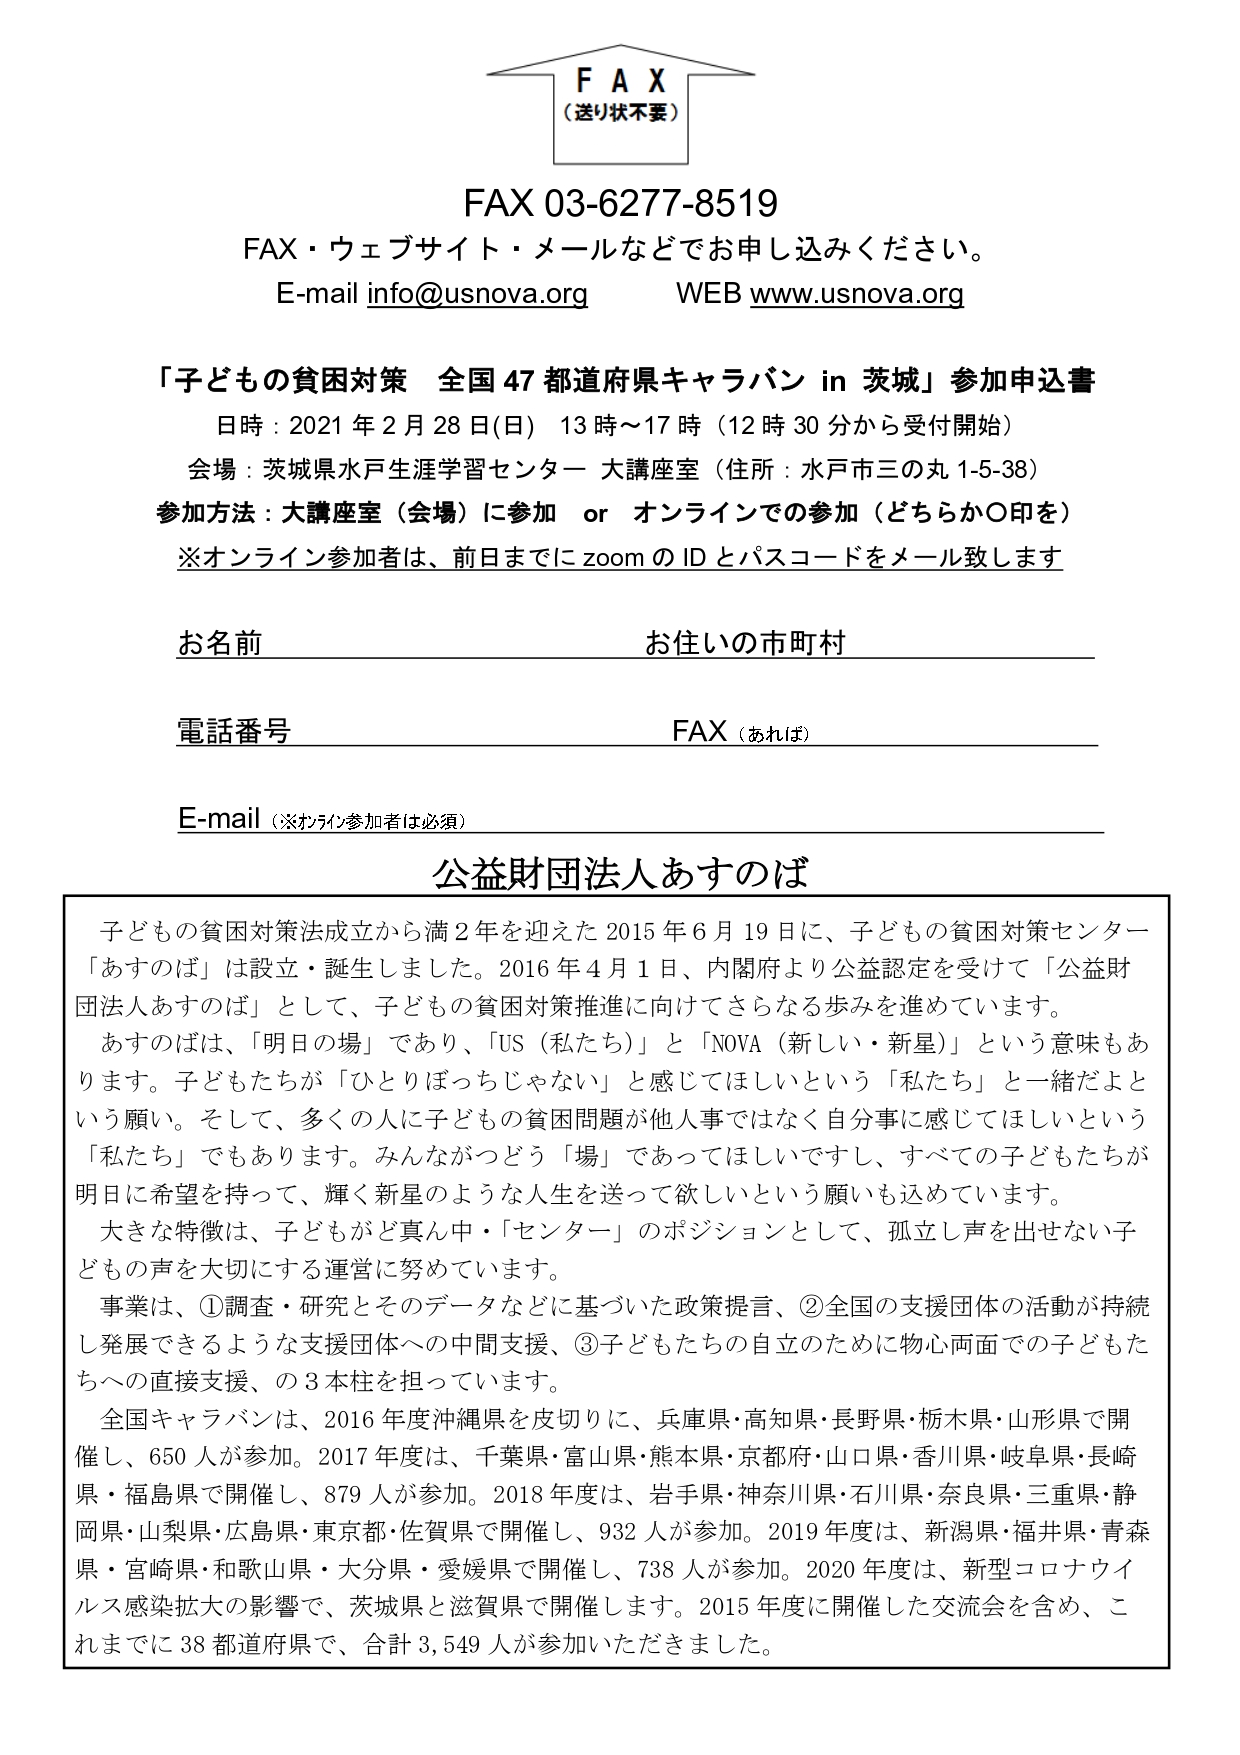 ＦＡＸ
（送り状不要）
FAX 03-6277-8519
FAX・ウェブサイト・メールなどでお申し込みください。
E-mail info@usnova.org　　WEB www.usnova.org
「子どもの貧困対策　全国 47 都道府県キャラバン in 茨城」参加申込書
日時：2021 年 2 月 28 日(日)　13 時～17 時（12 時 30 分から受付開始）
会場：茨城県水戸生涯学習センター 大講座室（住所：水戸市三の丸 1-5-38）
参加方法：大講座室（会場）に参加　or　オンラインでの参加（どちらか〇印を）
※オンライン参加者は、前日までに zoom の ID とパスコードをメール致します
お名前　　お住いの市町村
電話番号　　FAX（あれば）
E-mail（※ｵﾝﾗｲﾝ参加者は必須）
公益財団法人あすのば
子どもの貧困対策法成立から満２年を迎えた 2015 年６月 19 日に、子どもの貧困対策センター
「あすのば」は設立・誕生しました。2016 年４月１日、内閣府より公益認定を受けて「公益財
団法人あすのば」として、子どもの貧困対策推進に向けてさらなる歩みを進めています。
あすのばは、「明日の場」であり、「US（私たち）」と「NOVA（新しい・新星）」という意味もあ
ります。子どもたちが「ひとりぼっちじゃない」と感じてほしいという「私たち」と一緒だよと
いう願い。そして、多くの人に子どもの貧困問題が他人事ではなく自分事に感じてほしいという
「私たち」でもあります。みんながつどう「場」であってほしいですし、すべての子どもたちが
明日に希望を持って、輝く新星のような人生を送って欲しいという願いも込めています。
大きな特徴は、子どもがど真ん中・「センター」のポジションとして、孤立し声を出せない子
どもの声を大切にする運営に努めています。
事業は、①調査・研究とそのデータなどに基づいた政策提言、②全国の支援団体の活動が持続
し発展できるような支援団体への中間支援、③子どもたちの自立のために物心両面での子どもた
ちへの直接支援、の３本柱を担っています。
全国キャラバンは、2016 年度沖縄県を皮切りに、兵庫県・高知県・長野県・栃木県・山形県で開
催し、650 人が参加。2017 年度は、千葉県・富山県・熊本県・京都府・山口県・香川県・岐阜県・長崎
県・福島県で開催し、879 人が参加。2018 年度は、岩手県・神奈川県・石川県・奈良県・三重県・静
岡県・山梨県・広島県・東京都・佐賀県で開催し、932 人が参加。2019 年度は、新潟県・福井県・青森
県・宮崎県・和歌山県・大分県・愛媛県で開催し、738 人が参加。2020 年度は、新型コロナウイ
ルス感染拡大の影響で、茨城県と滋賀県で開催します。2015 年度に開催した交流会を含め、こ
れまでに 38 都道府県で、合計 3,549 人が参加いただきました。